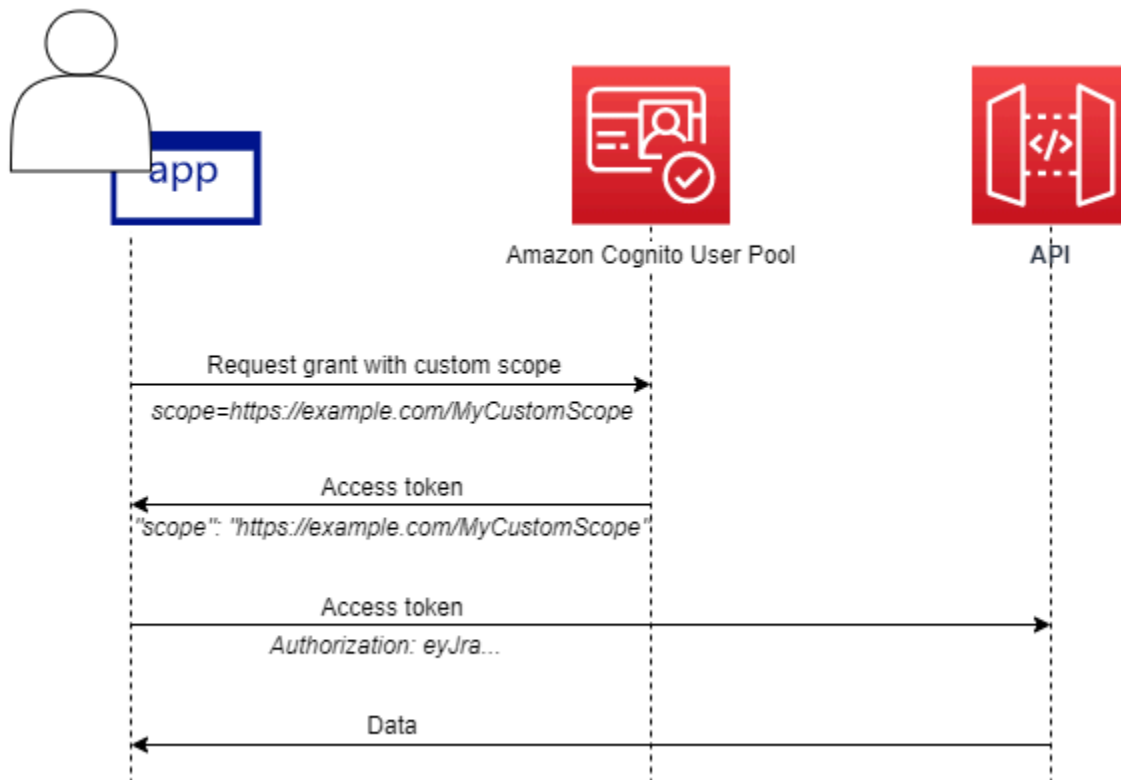 app
</>
Amazon Cognito User Pool
API
Request grant with custom scope
scope=https://example.com/MyCustomScope
Access token
"scope": "https://example.com/MyCustomScope"
Access token
Authorization: eyJra...
Data